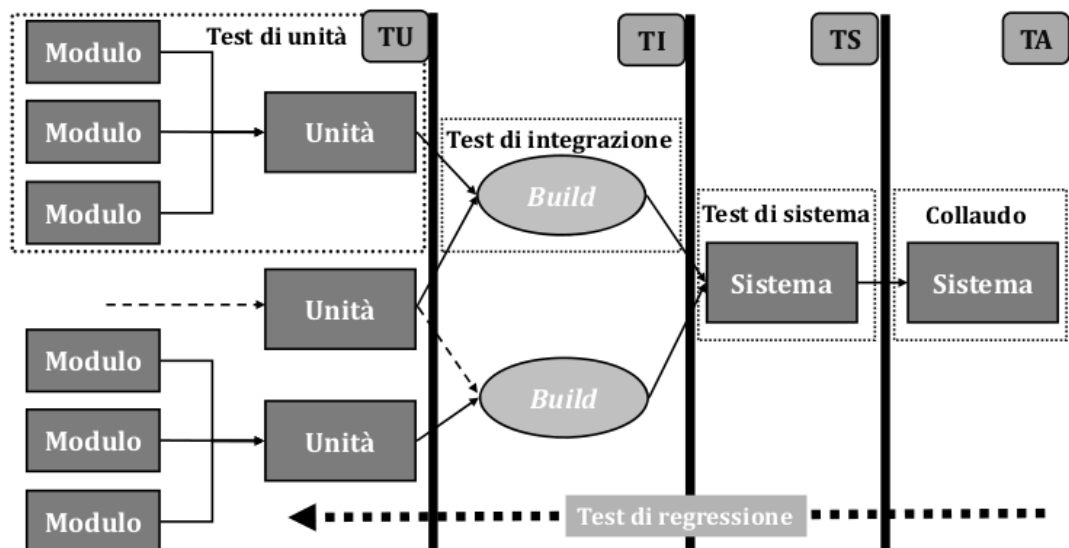 Modulo
Test di unità
TU
TI
TS
TA
Modulo
Unità
Test di integrazione
Modulo
Build
Test di sistema
Collaudo
Sistema
Sistema
Unità
Modulo
Build
Modulo
Unità
Modulo
Test di regressione